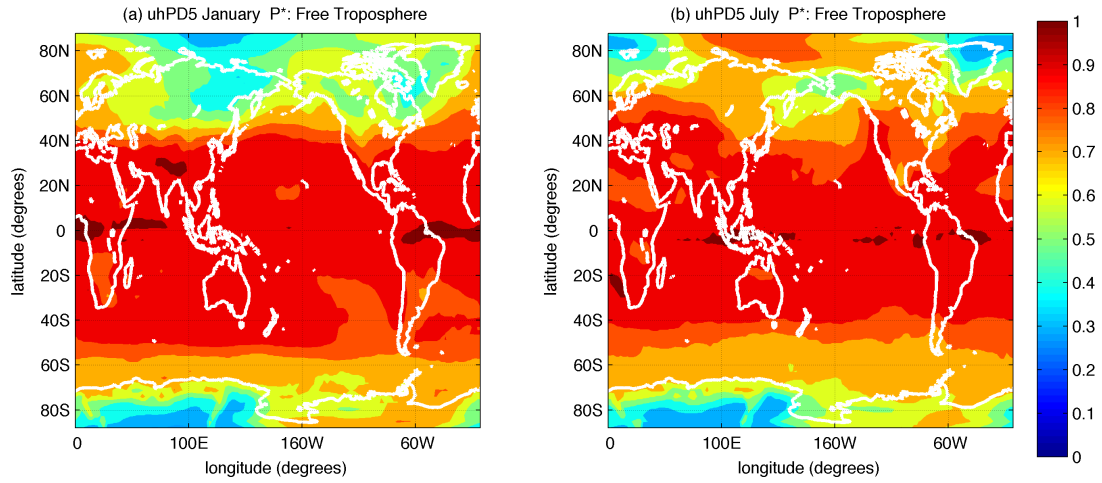 (a) uhPD5 January P*: Free Troposphere
80N
60N
40N
20N
0
20S
40S
60S
80S
latitude (degrees)
0
100E
160W
60W
longitude (degrees)
(b) uhPD5 July P*: Free Troposphere
80N
60N
40N
20N
0
20S
40S
60S
80S
latitude (degrees)
0
100E
160W
60W
longitude (degrees)
1
0.9
0.8
0.7
0.6
0.5
0.4
0.3
0.2
0.1
0